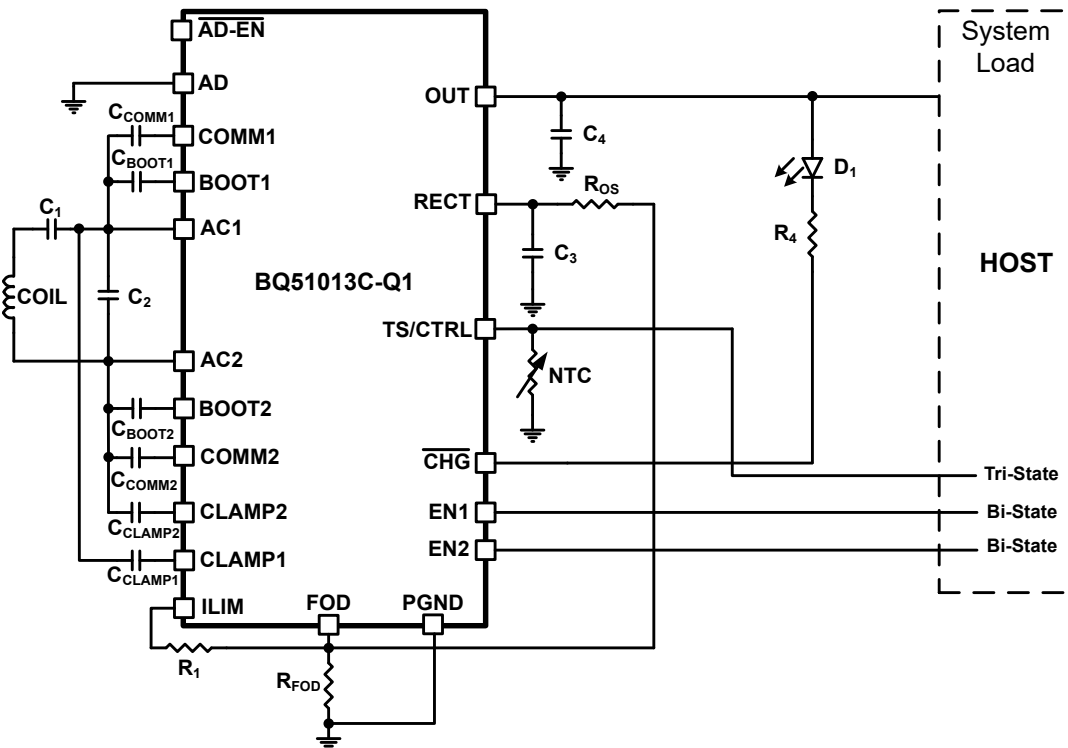 AD-EN
System
Load
AD
OUT
C_COMM1
COMM1
C4
C_BOOT1
BOOT1
D1
RECT
R_OS
C1
AC1
R4
C3
BQ51013C-Q1
HOST
COIL
C2
TS/CTRL
AC2
NTC
BOOT2
C_BOOT2
COMM2
CHG
C_COMM2
Tri-State
CLAMP2
EN1
Bi-State
C_CLAMP2
EN2
Bi-State
CLAMP1
C_CLAMP1
ILIM
FOD
PGND
R1
R_FOD